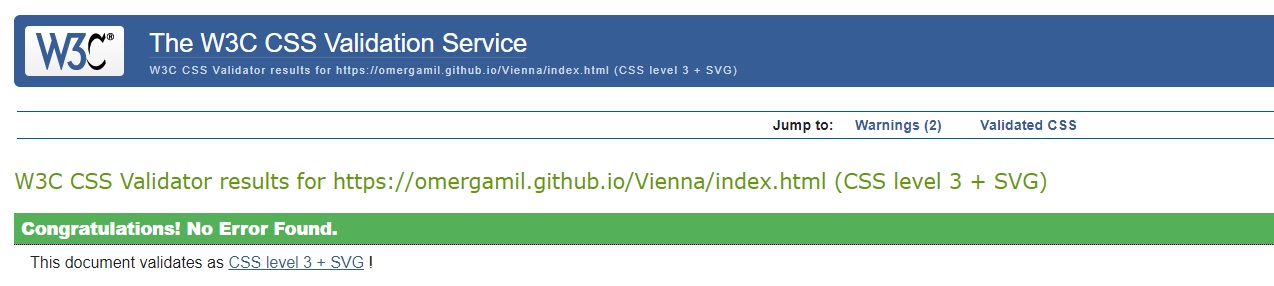 W3C® The W3C CSS Validation Service
W3C CSS Validator results for https://omergamil.github.io/Vienna/index.html (CSS level 3 + SVG)
Jump to: Warnings (2) Validated CSS
W3C CSS Validator results for https://omergamil.github.io/Vienna/index.html (CSS level 3 + SVG)
Congratulations! No Error Found.
This document validates as CSS level 3 + SVG !